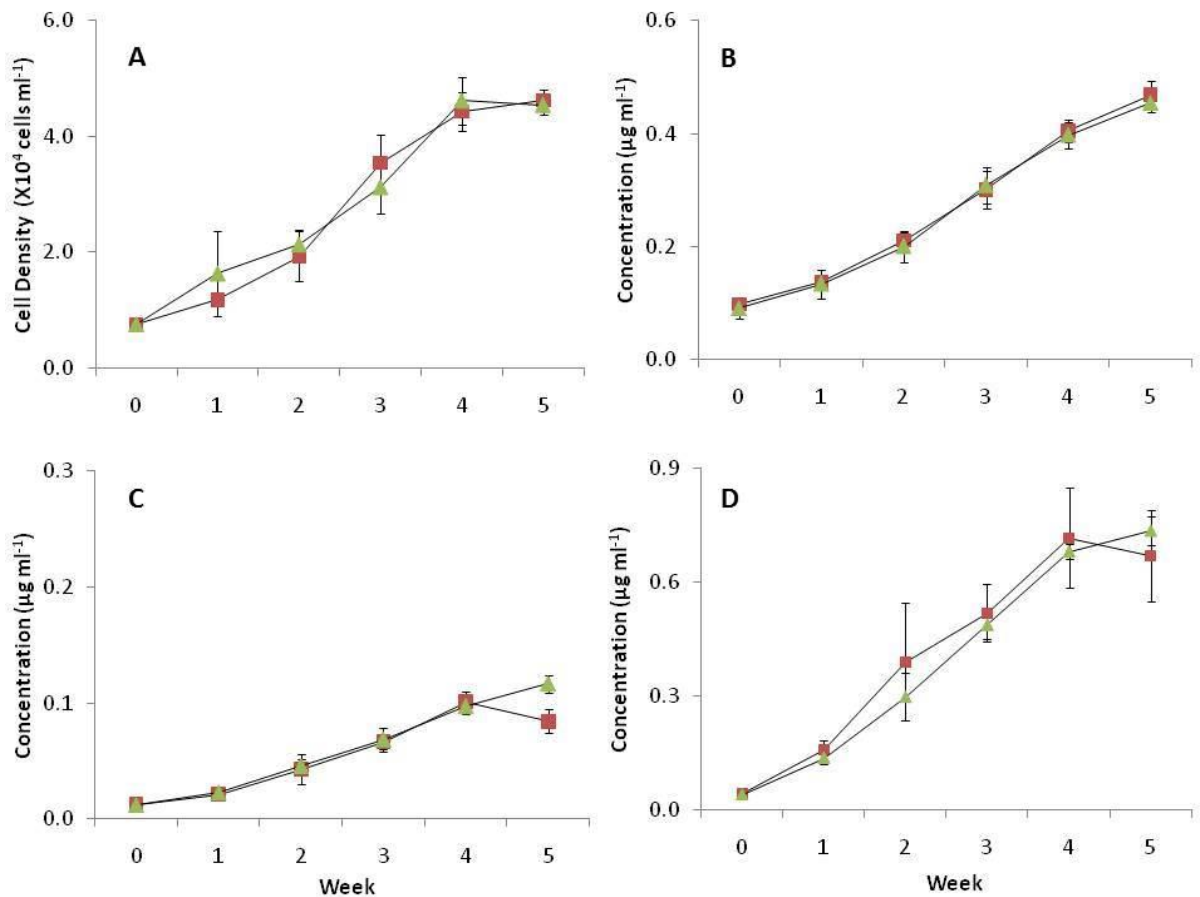 A
Cell Density (X10⁴ cells ml⁻¹)
6.0
4.0
2.0
0.0
0 1 2 3 4 5
B
Concentration (µg ml⁻¹)
0.6
0.4
0.2
0.0
0 1 2 3 4 5
C
Concentration (µg ml⁻¹)
0.3
0.2
0.1
0.0
0 1 2 3 4 5
Week
D
Concentration (µg ml⁻¹)
0.9
0.6
0.3
0.0
0 1 2 3 4 5
Week